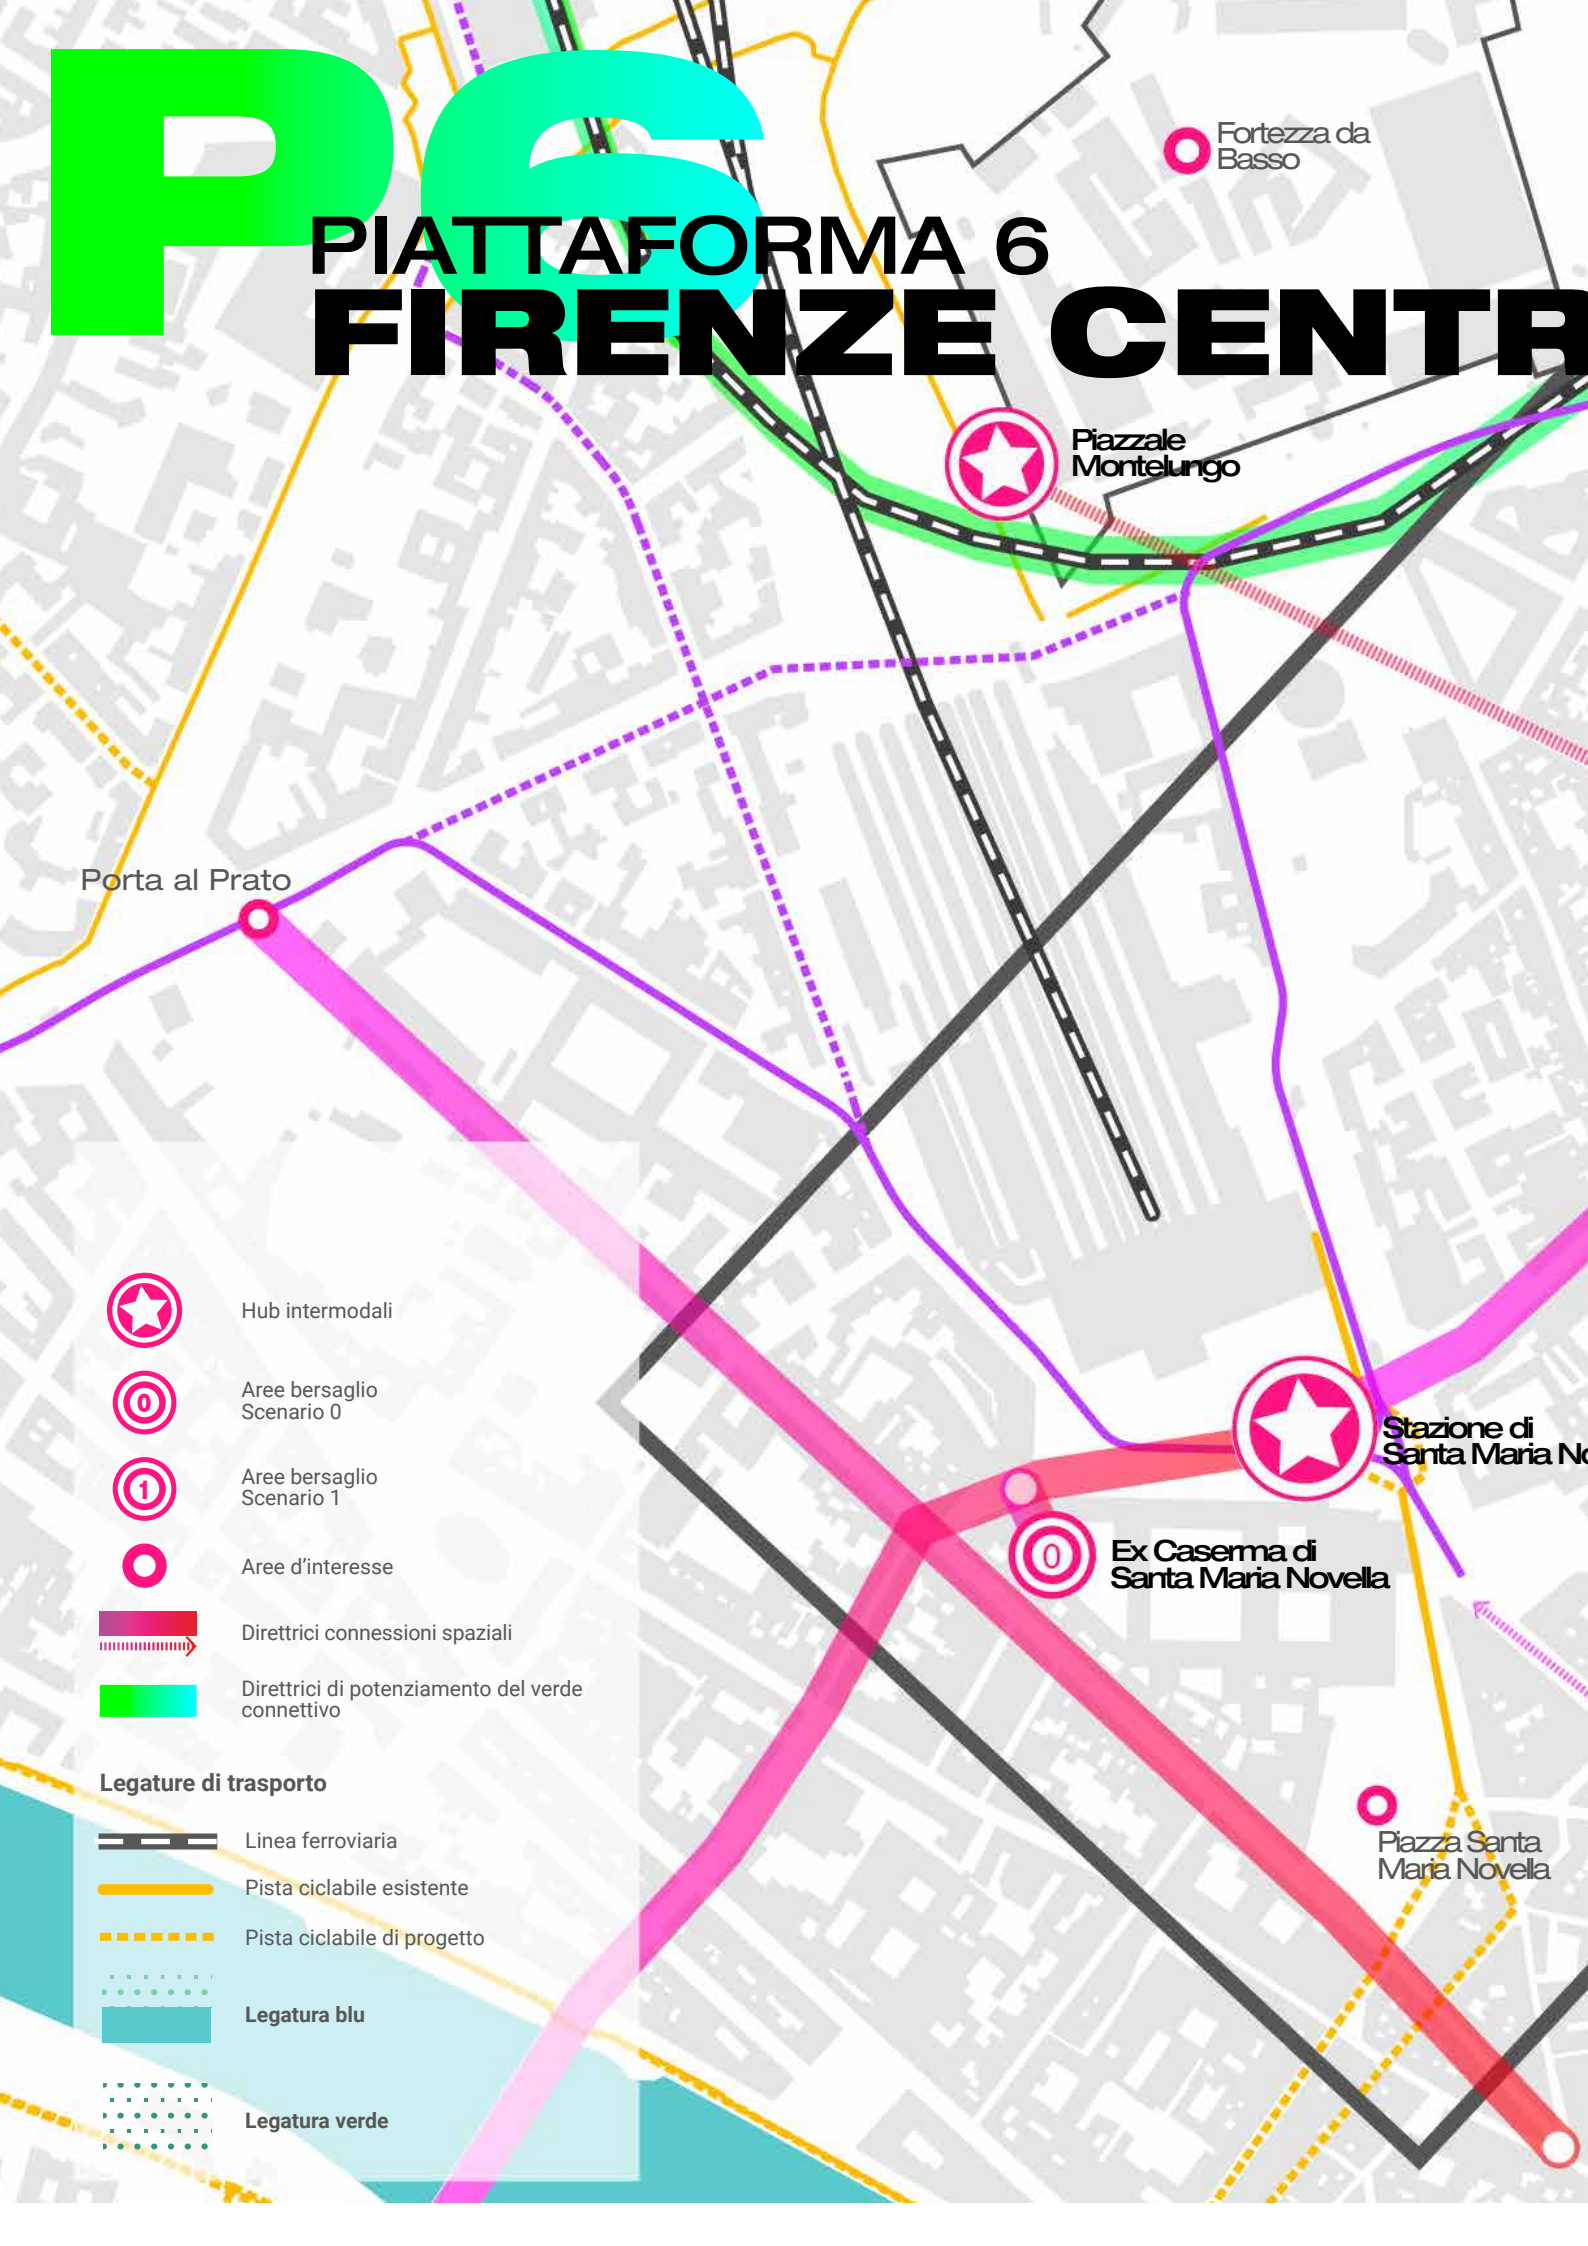 P6
PIATTAFORMA 6
FIRENZE CENTR
Fortezza da
Basso
Piazzale
Montelungo
Porta al Prato
Stazione di
Santa Maria No
0
Ex Caserma di
Santa Maria Novella
Piazza Santa
Maria Novella
Hub intermodali
0
Aree bersaglio
Scenario 0
1
Aree bersaglio
Scenario 1
Aree d'interesse
Direttrici connessioni spaziali
Direttrici di potenziamento del verde
connettivo
Legature di trasporto
Linea ferroviaria
Pista ciclabile esistente
Pista ciclabile di progetto
Legatura blu
Legatura verde